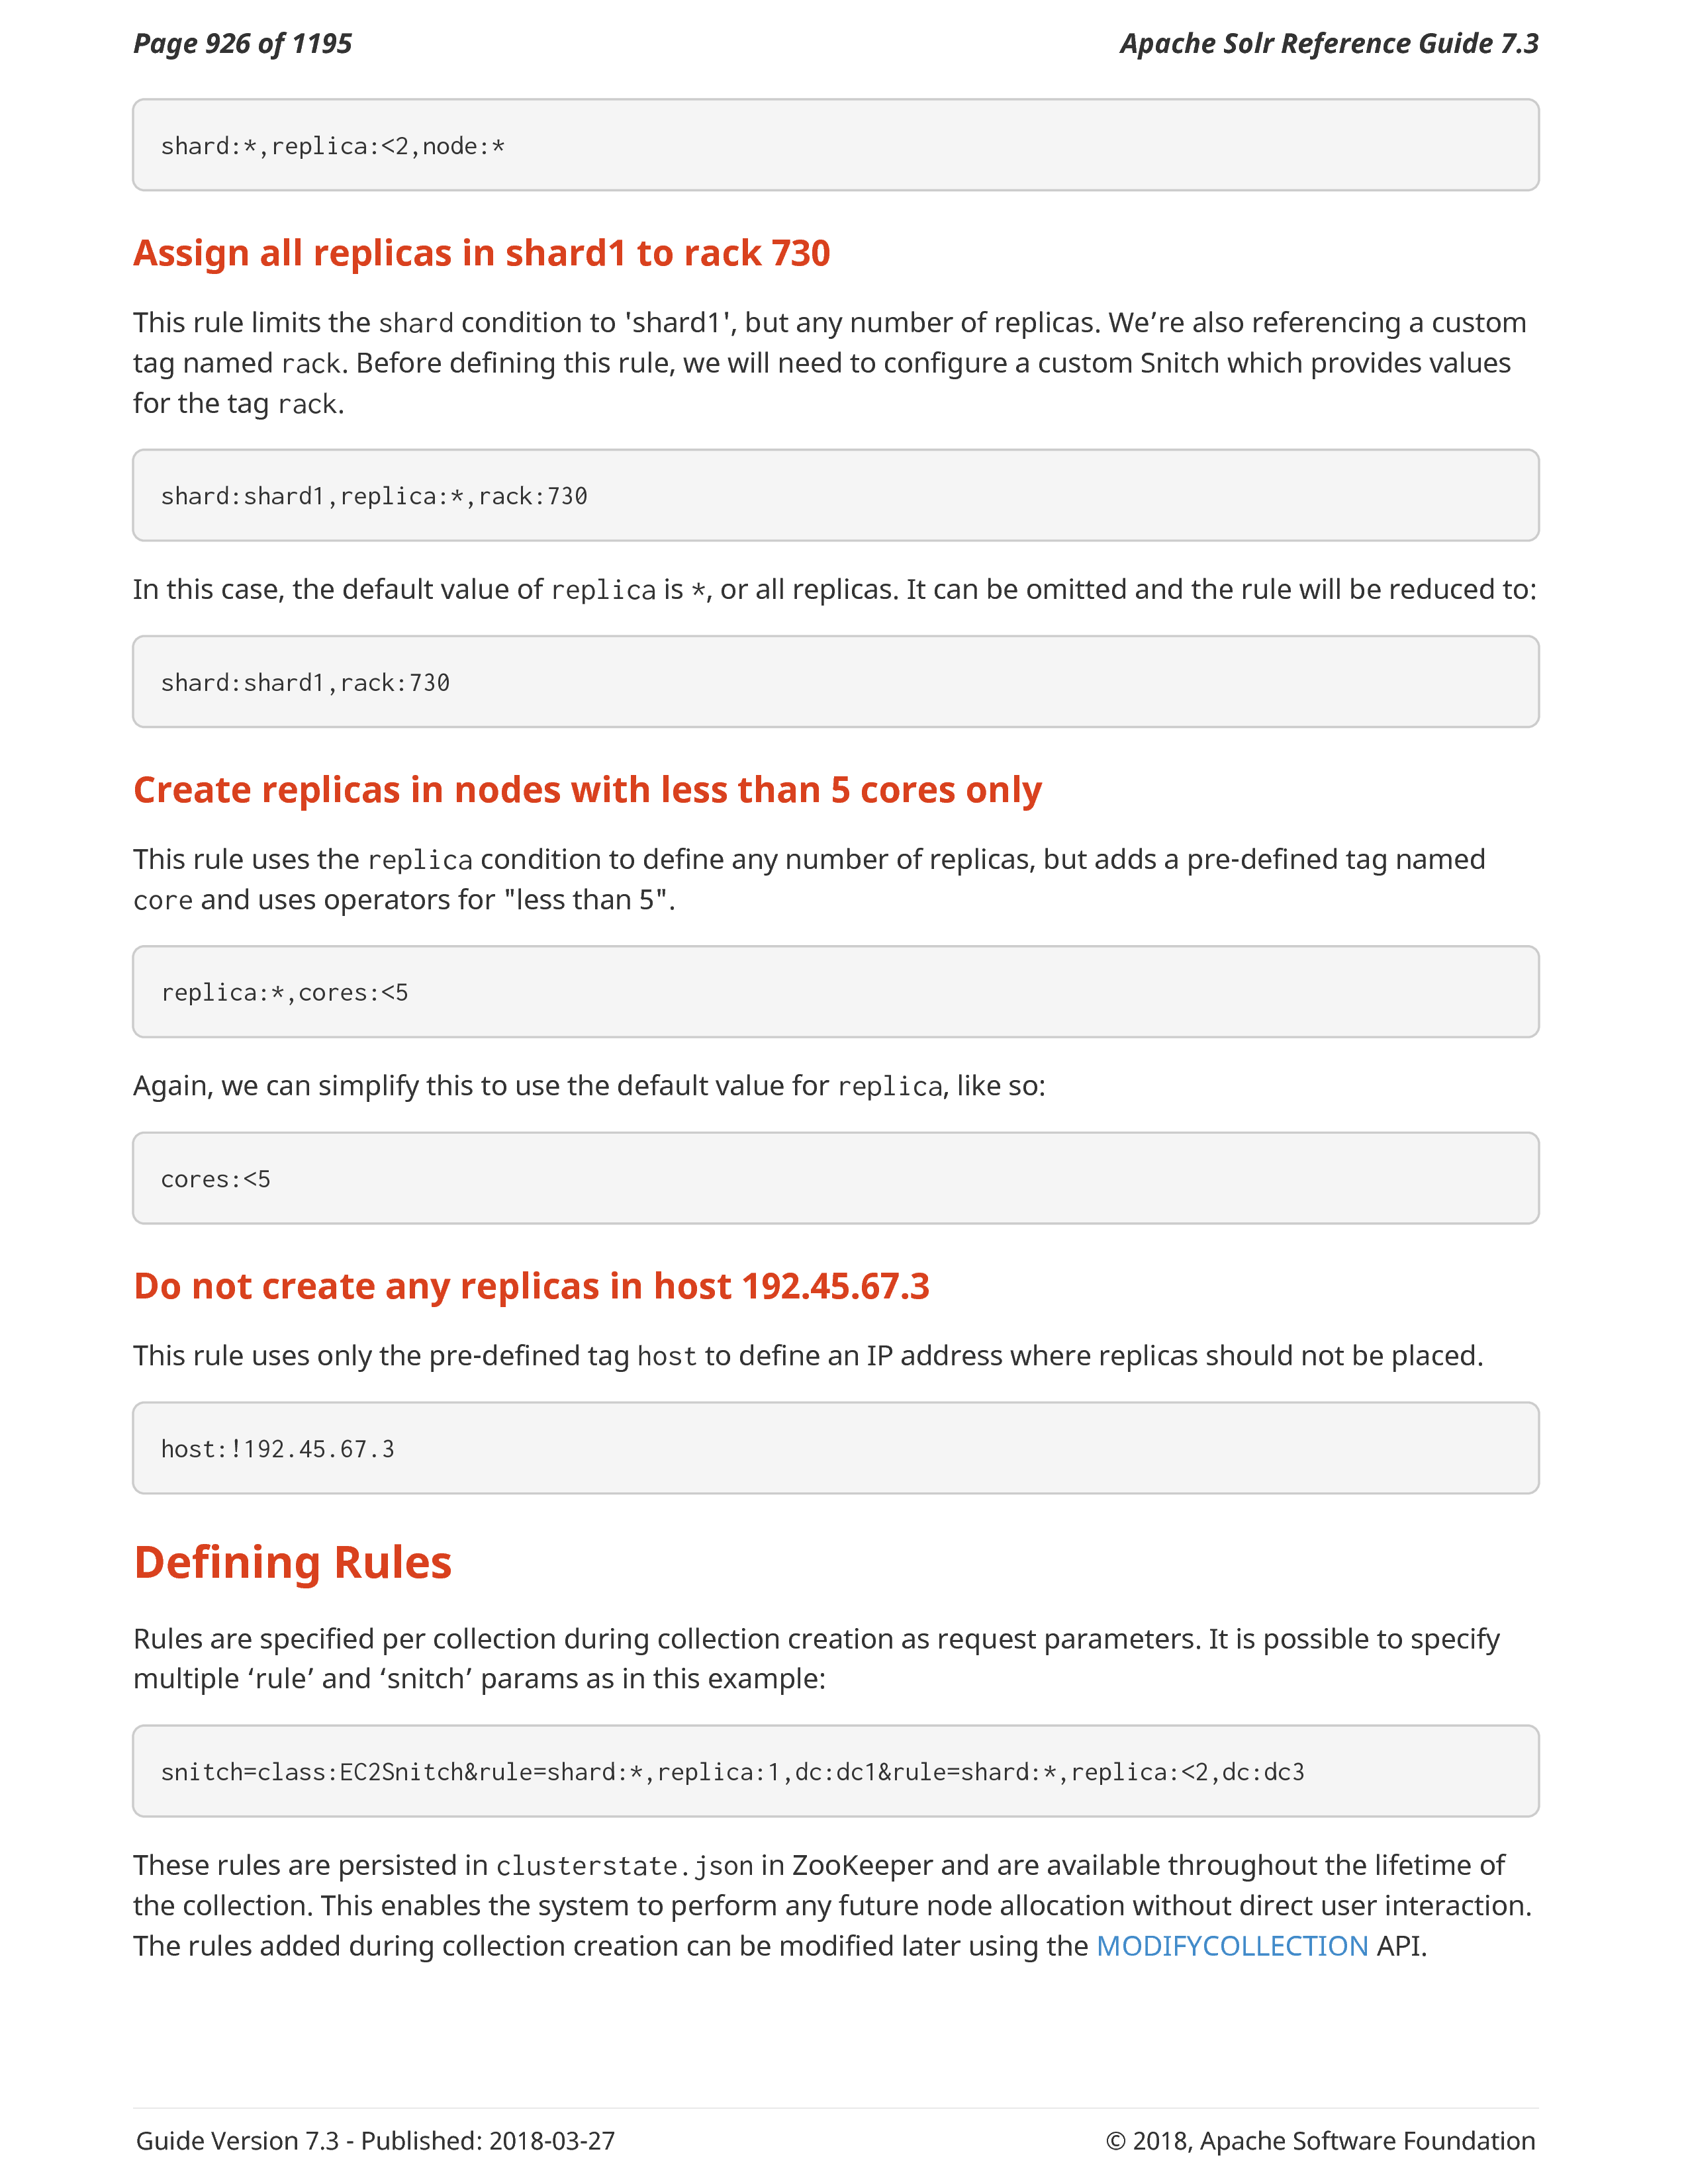 Page 926 of 1195
Apache Solr Reference Guide 7.3
shard:*,replica:<2,node:*
Assign all replicas in shard1 to rack 730
This rule limits the shard condition to 'shard1', but any number of replicas. We’re also referencing a custom
tag named rack. Before defining this rule, we will need to configure a custom Snitch which provides values
for the tag rack.
shard:shard1,replica:*,rack:730
In this case, the default value of replica is *, or all replicas. It can be omitted and the rule will be reduced to:
shard:shard1,rack:730
Create replicas in nodes with less than 5 cores only
This rule uses the replica condition to define any number of replicas, but adds a pre-defined tag named
core and uses operators for "less than 5".
replica:*,cores:<5
Again, we can simplify this to use the default value for replica, like so:
cores:<5
Do not create any replicas in host 192.45.67.3
This rule uses only the pre-defined tag host to define an IP address where replicas should not be placed.
host:!192.45.67.3
Defining Rules
Rules are specified per collection during collection creation as request parameters. It is possible to specify
multiple ‘rule’ and ‘snitch’ params as in this example:
snitch=class:EC2Snitch&rule=shard:*,replica:1,dc:dc1&rule=shard:*,replica:<2,dc:dc3
These rules are persisted in clusterstate.json in ZooKeeper and are available throughout the lifetime of
the collection. This enables the system to perform any future node allocation without direct user interaction.
The rules added during collection creation can be modified later using the MODIFYCOLLECTION API.
Guide Version 7.3 - Published: 2018-03-27
© 2018, Apache Software Foundation